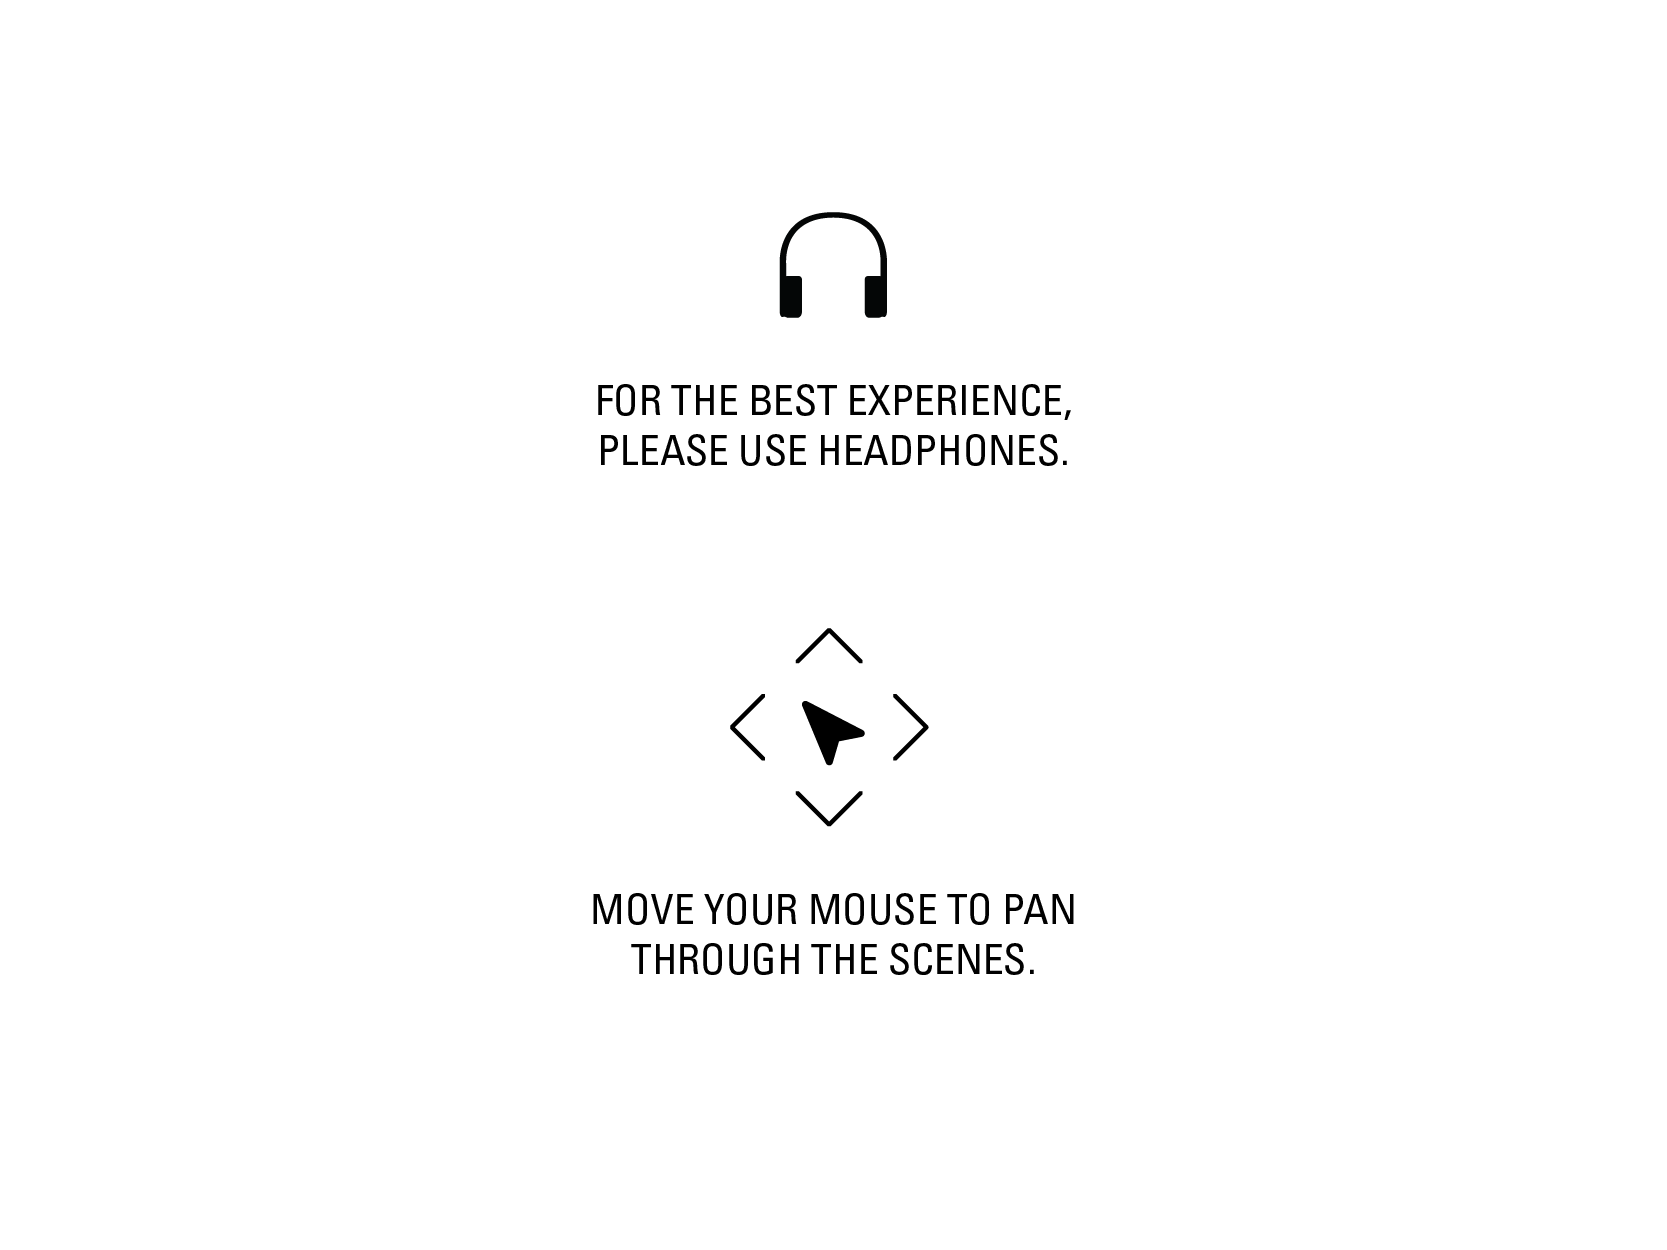 FOR THE BEST EXPERIENCE,
PLEASE USE HEADPHONES.
MOVE YOUR MOUSE TO PAN
THROUGH THE SCENES.